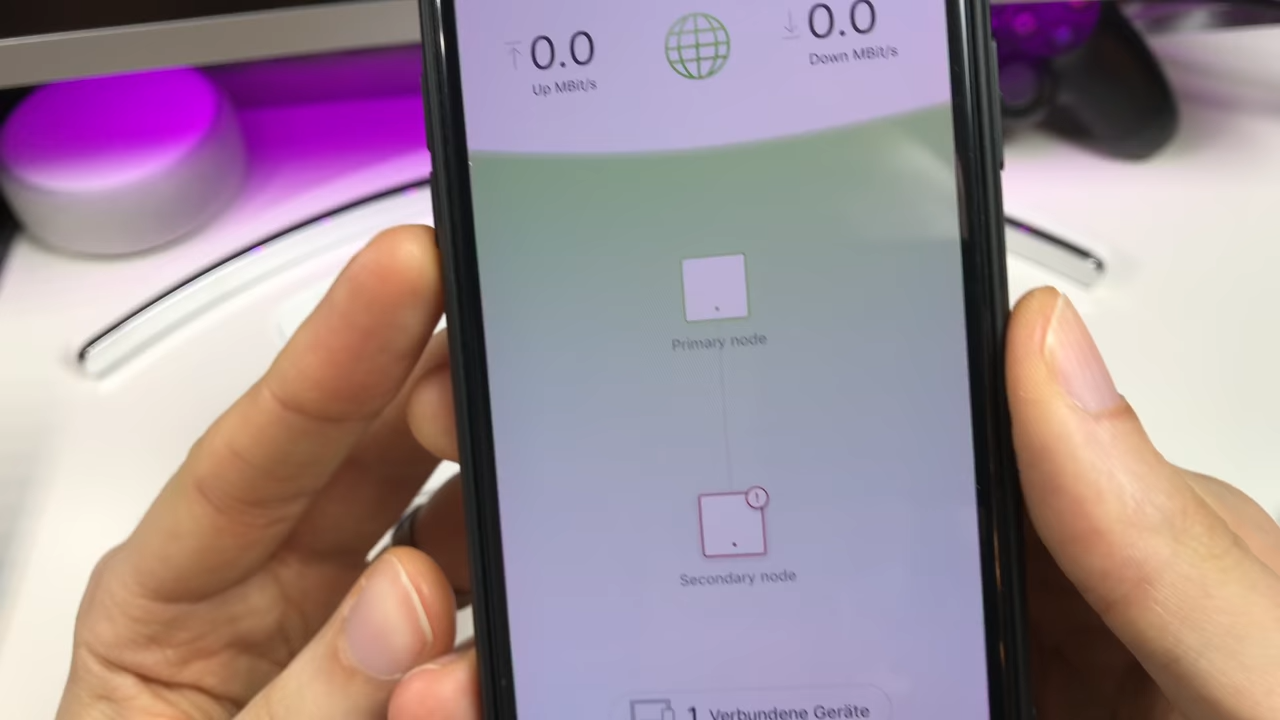 0.0
Up MBit/s
0.0
Down MBit/s
Primary node
!
Secondary node
1 Verbundene Geräte